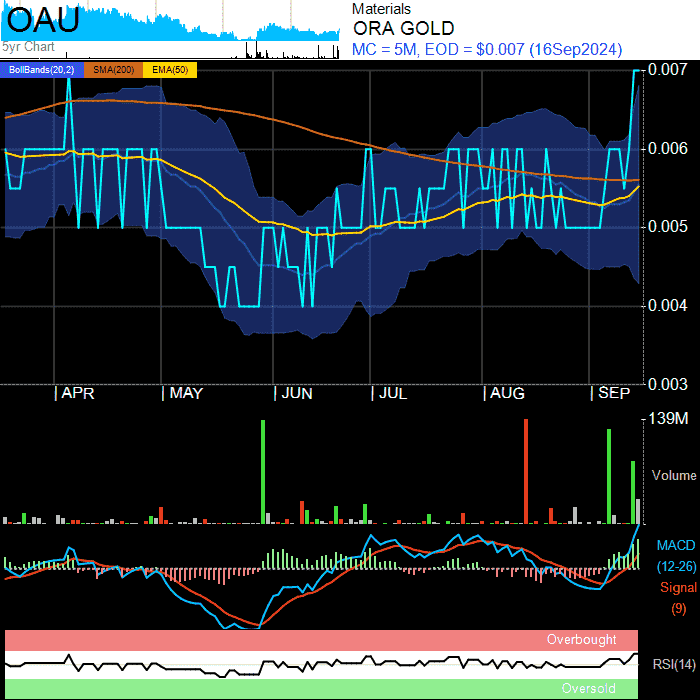 OAU
5yr Chart
Materials
ORA GOLD
MC = 5M, EOD = $0.007 (16Sep2024)
BollBands(20,2) SMA(200) EMA(50)
0.007
0.006
0.005
0.004
0.003
APR MAY JUN JUL AUG SEP
139M
Volume
MACD
(12-26)
Signal
(9)
Overbought
RSI(14)
Oversold